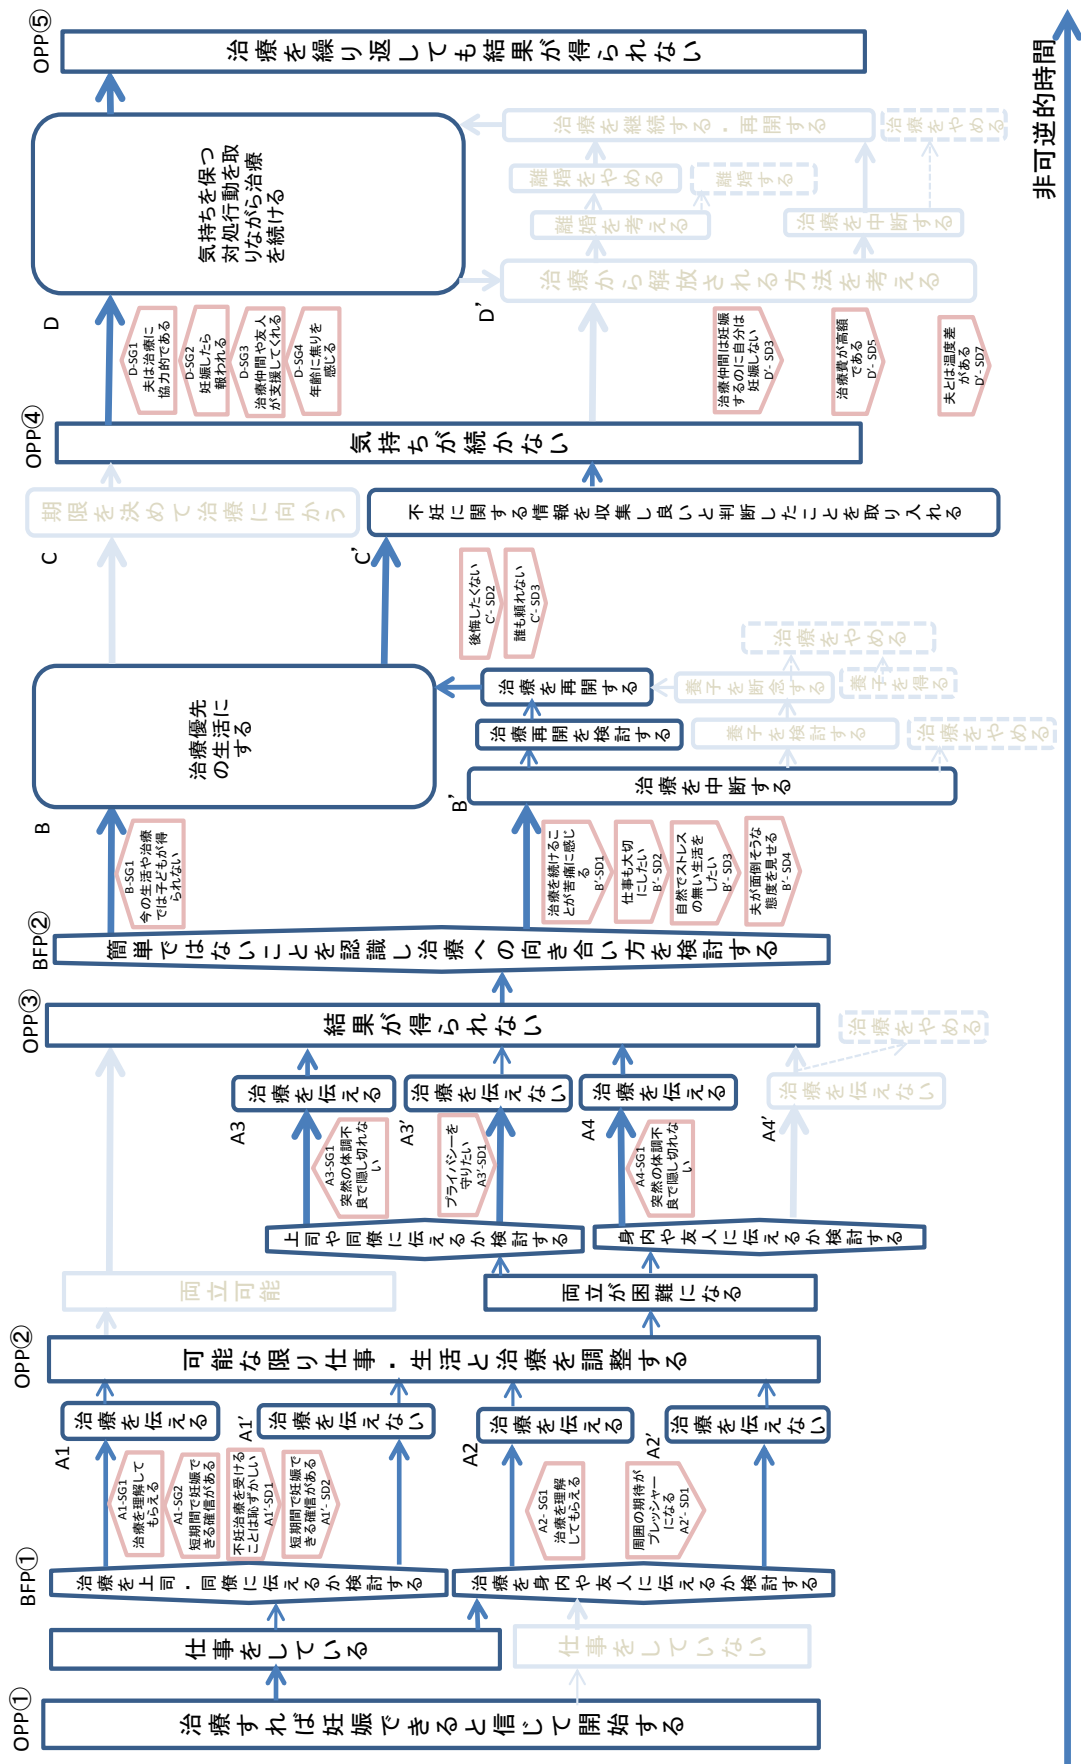 OPP①
治療すれば妊娠できると信じて開始する
仕事をしている
仕事をしていない
BFP①
治療を上司・同僚に伝えるか検討する
治療を身内や友人に伝えるか検討する
A1-SG1
治療を理解して
もらえる
A1-SG2
短期間で妊娠で
きる確信がある
不妊治療を受ける
ことは恥ずかしい
A1'-SD1
短期間で妊娠で
きる確信がある
A1'- SD2
A2- SG1
治療を理解
してもらえる
周囲の期待が
プレッシャー
になる
A2'- SD1
A1
治療を伝える
A1'
治療を伝えない
A2
治療を伝える
A2'
治療を伝えない
OPP②
可能な限り仕事・生活と治療を調整する
両立可能
両立が困難になる
上司や同僚に伝えるか検討する
身内や友人に伝えるか検討する
A3-SG1
突然の体調不
良で隠し切れな
い
プライバシーを
守りたい
A3'-SD1
A4-SG1
突然の体調不
良で隠し切れな
い
A3
治療を伝える
A3'
治療を伝えない
A4
治療を伝える
A4'
治療を伝えない
治療をやめる
OPP③
結果が得られない
BFP②
簡単ではないことを認識し治療への向き合い方を検討する
B-SG1
今の生活や治療
では子どもが得
られない
治療を続けるこ
とが苦痛に感じ
る
B'-SD1
仕事も大切
にしたい
B'- SD2
自然でストレス
の無い生活を
したい
B'- SD3
夫が面倒そうな
態度を見せる
B'- SD4
B
治療優先
の生活に
する
B'
治療を中断する
治療再開を検討する
治療を再開する
養子を検討する
養子を断念する
治療をやめる
養子を得る
治療をやめる
後悔したくない
C'- SD2
誰も頼れない
C'- SD3
C
期限を決めて治療に向かう
C'
不妊に関する情報を収集し良いと判断したことを取り入れる
OPP④
気持ちが続かない
D-SG1
夫は治療に
協力的である
D-SG2
妊娠したら
報われる
D-SG3
治療仲間や友人
が支援してくれる
D-SG4
年齢に焦りを
感じる
治療仲間は妊娠
するのに自分は
妊娠しない
D'- SD3
治療費が高額
である
D'- SD5
夫とは温度差
がある
D'- SD7
D
気持ちを保つ
対処行動を取
りながら治療
を続ける
D'
治療から解放される方法を考える
離婚を考える
離婚をやめる
離婚する
治療を中断する
治療を継続する・再開する
治療をやめる
OPP⑤
治療を繰り返しても結果が得られない
非可逆的時間